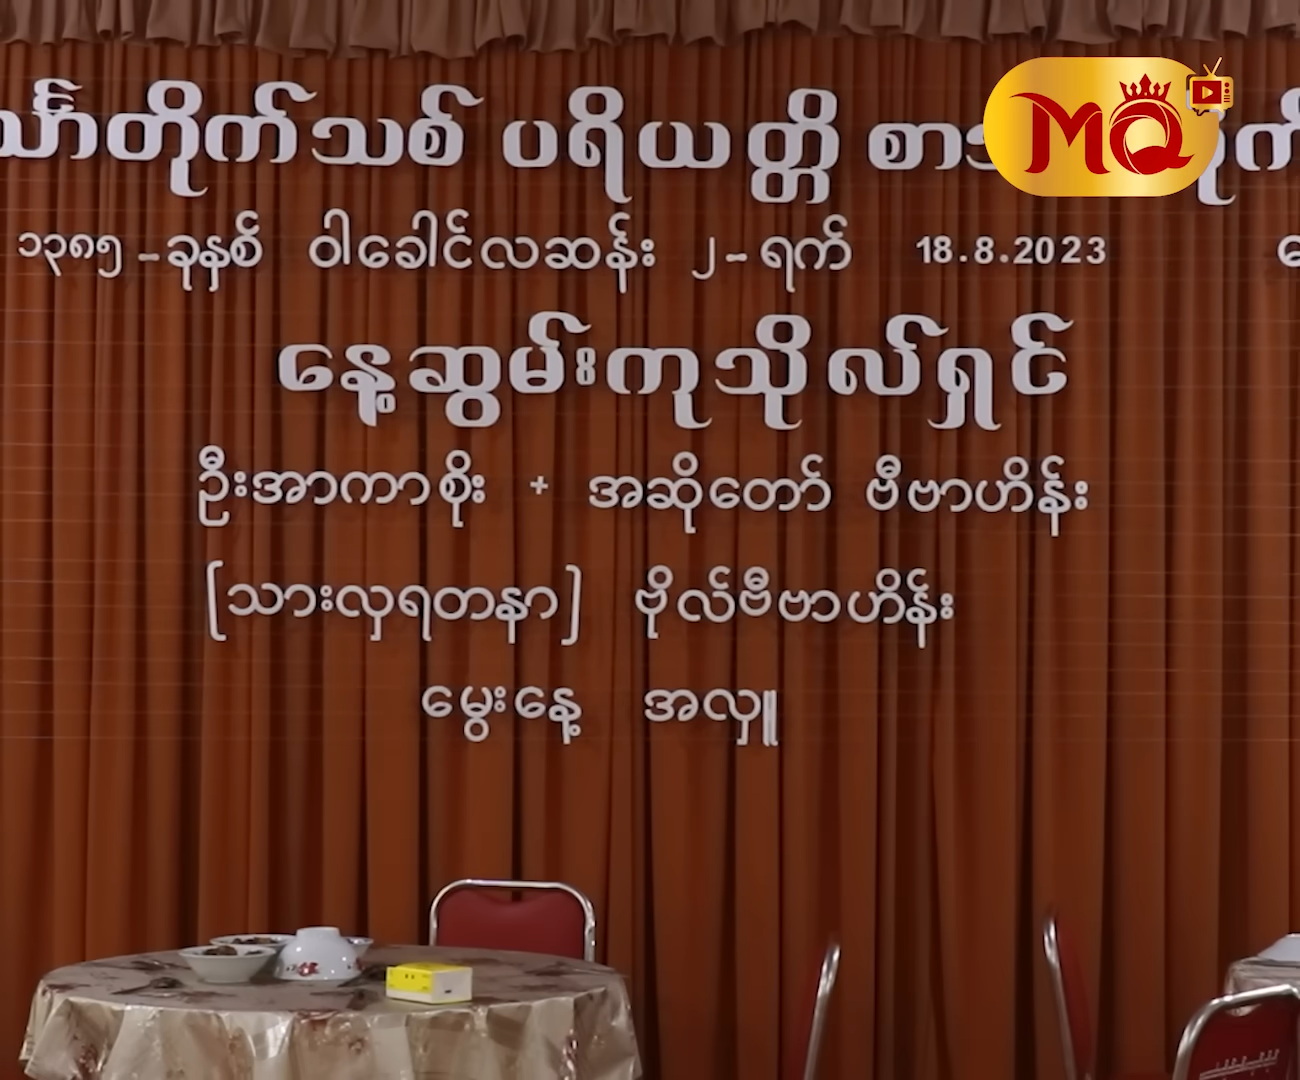 တိုက်သစ် ပရိယတ္တိ
MQ
၁၃၈၅-ခုနှစ် ဝါခေါင်လဆန်း ၂-ရက် 18.8.2023
နေ့ဆွမ်းကုသိုလ်ရှင်
ဦးအာကာစိုး + အဆိုတော် ဗီဗာဟိန်း
[သားလှရတနာ] ဗိုလ်ဗီဗာဟိန်း
မွေးနေ့ အလှူ